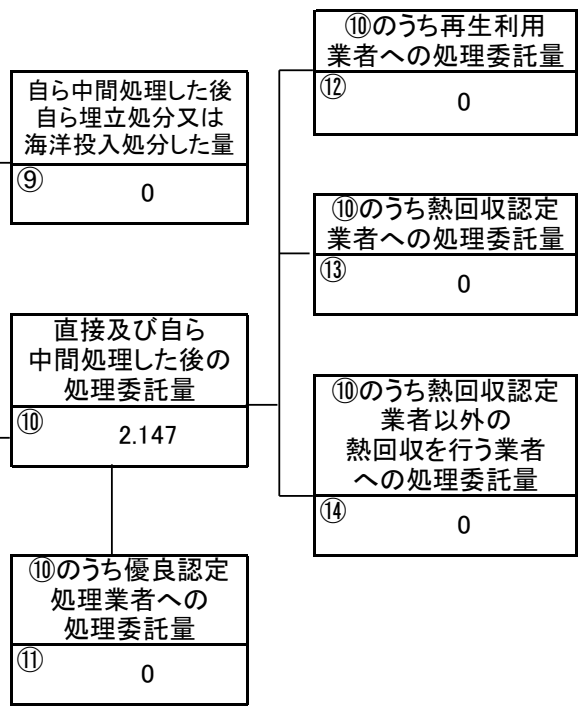 自ら中間処理した後
自ら埋立処分又は
海洋投入処分した量
⑨
0
直接及び自ら
中間処理した後の
処理委託量
⑩
2.147
⑩のうち優良認定
処理業者への
処理委託量
⑪
0
⑩のうち再生利用
業者への処理委託量
⑫
0
⑩のうち熱回収認定
業者への処理委託量
⑬
0
⑩のうち熱回収認定
業者以外の
熱回収を行う業者
への処理委託量
⑭
0